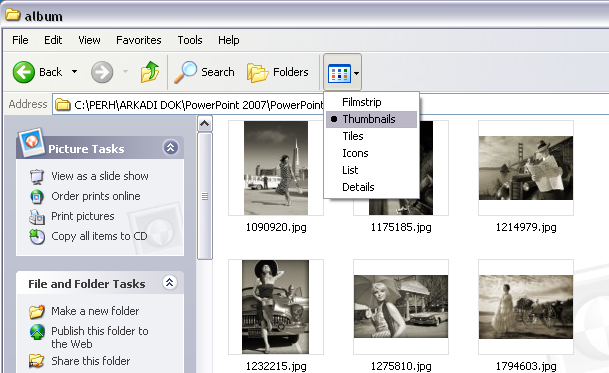 album
File Edit View Favorites Tools Help
Back Search Folders
Address C:\PERH\ARKADI DOK\PowerPoint 2007\PowerPoint
Filmstrip
Thumbnails
Tiles
Icons
List
Details
Picture Tasks
View as a slide show
Order prints online
Print pictures
Copy all items to CD
File and Folder Tasks
Make a new folder
Publish this folder to
the Web
Share this folder
1090920.jpg 1175185.jpg 1214979.jpg
1232215.jpg 1275810.jpg 1794603.jpg